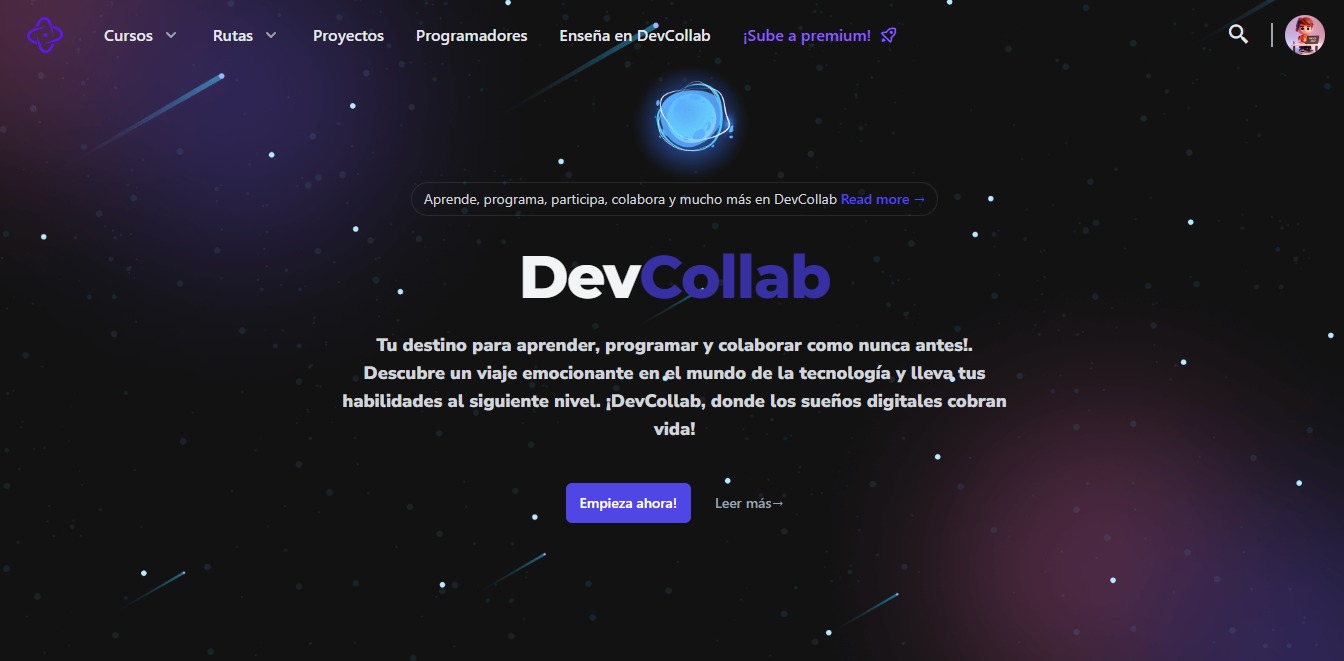 Cursos Rutas Proyectos Programadores Enseña en DevCollab ¡Sube a premium!
Aprende, programa, participa, colabora y mucho más en DevCollab Read more →
DevCollab
Tu destino para aprender, programar y colaborar como nunca antes!.
Descubre un viaje emocionante en el mundo de la tecnología y lleva tus
habilidades al siguiente nivel. ¡DevCollab, donde los sueños digitales cobran
vida!
Empieza ahora! Leer más→